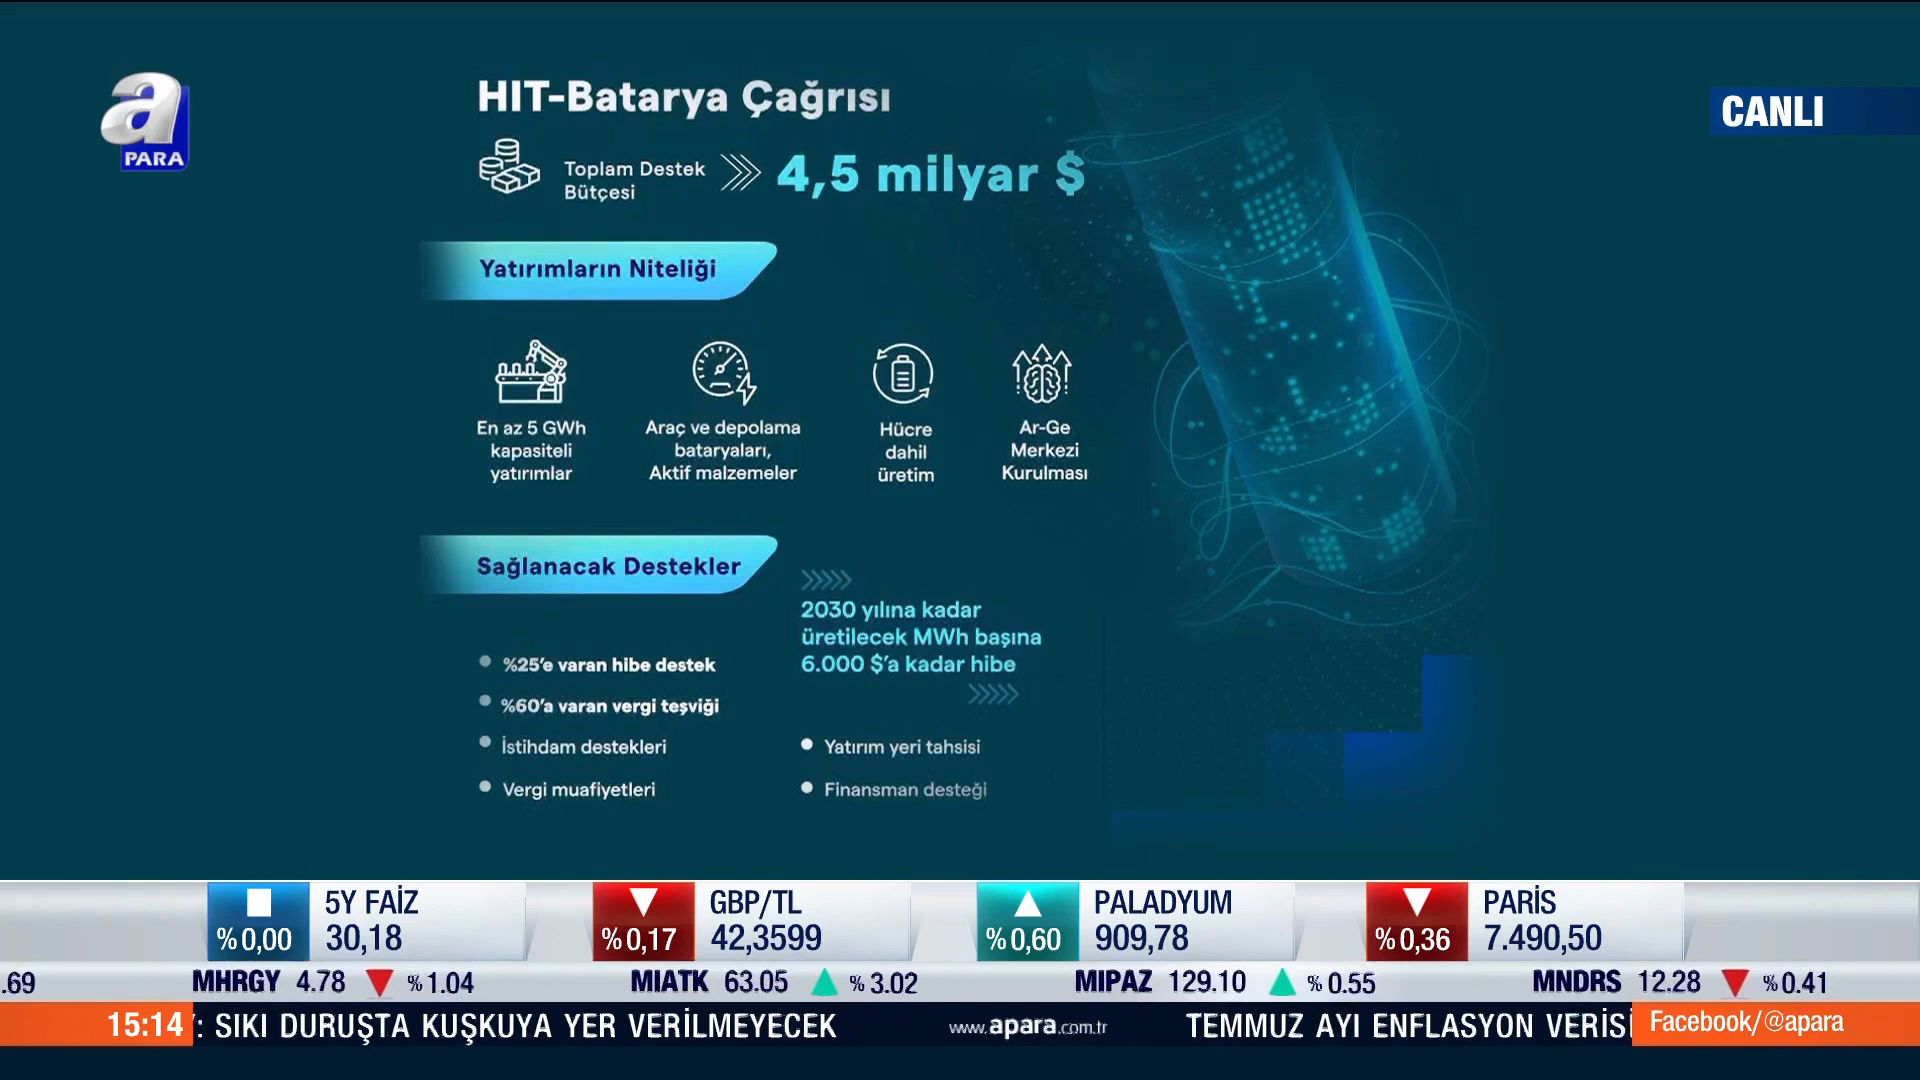 a
PARA
CANLI
HIT-Batarya Çağrısı
Toplam Destek
Bütçesi
4,5 milyar $
Yatırımların Niteliği
En az 5 GWh
kapasiteli
yatırımlar
Araç ve depolama
bataryaları,
Aktif malzemeler
Hücre
dahil
üretim
Ar-Ge
Merkezi
Kurulması
Sağlanacak Destekler
%25'e varan hibe destek
%60'a varan vergi teşviği
İstihdam destekleri
Vergi muafiyetleri
2030 yılına kadar
üretilecek MWh başına
6.000 $'a kadar hibe
Yatırım yeri tahsisi
Finansman desteği
%0,00 5Y FAİZ 30,18
%0,17 GBP/TL 42,3599
%0,60 PALADYUM 909,78
%0,36 PARİS 7.490,50
.69 MHRGY 4.78 %1.04 MIATK 63.05 %3.02 MIPAZ 129.10 %0.55 MNDRS 12.28 %0.41
15:14 : SIKI DURUŞTA KUŞKUYA YER VERİLMEYECEK www.apara.com.tr TEMMUZ AYI ENFLASYON VERİSİ Facebook/@apara